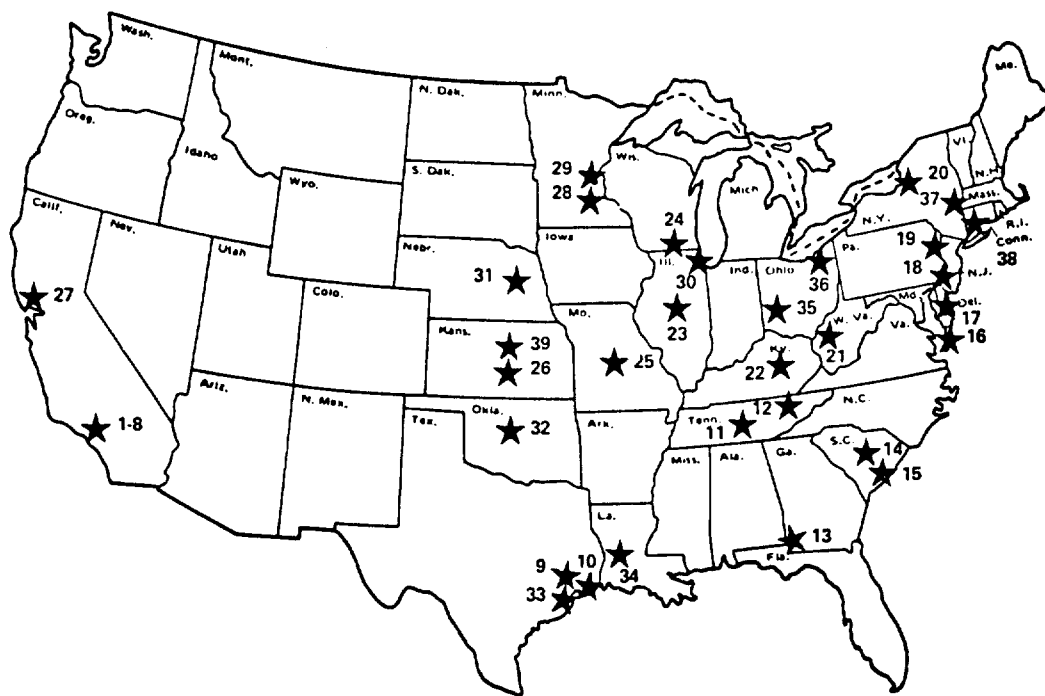 Wash.
Me.
Mont.
N. Dak.
Minn.
Oreg.
Vt.
Idaho
Wis.
29
20
N.H.
S. Dak.
Mich
28
37
Mass.
Wyo.
24
R.I.
Calif.
N.Y.
Conn.
Nev.
Iowa
Pa.
19
38
Nebr.
Utah
Ill.
Ind.
Ohio
18
N.J.
31
30
36
27
Colo.
Md.
Del.
Mo.
23
35
W. Va.
Va.
17
Kans.
39
Ky.
16
25
21
26
22
Ariz.
N. Mex.
Okla.
12
N.C.
1-8
Tex.
32
Ark.
Tenn.
11
Miss.
Ala.
Ga.
S.C.
14
15
La.
13
Fla.
9
10
34
33